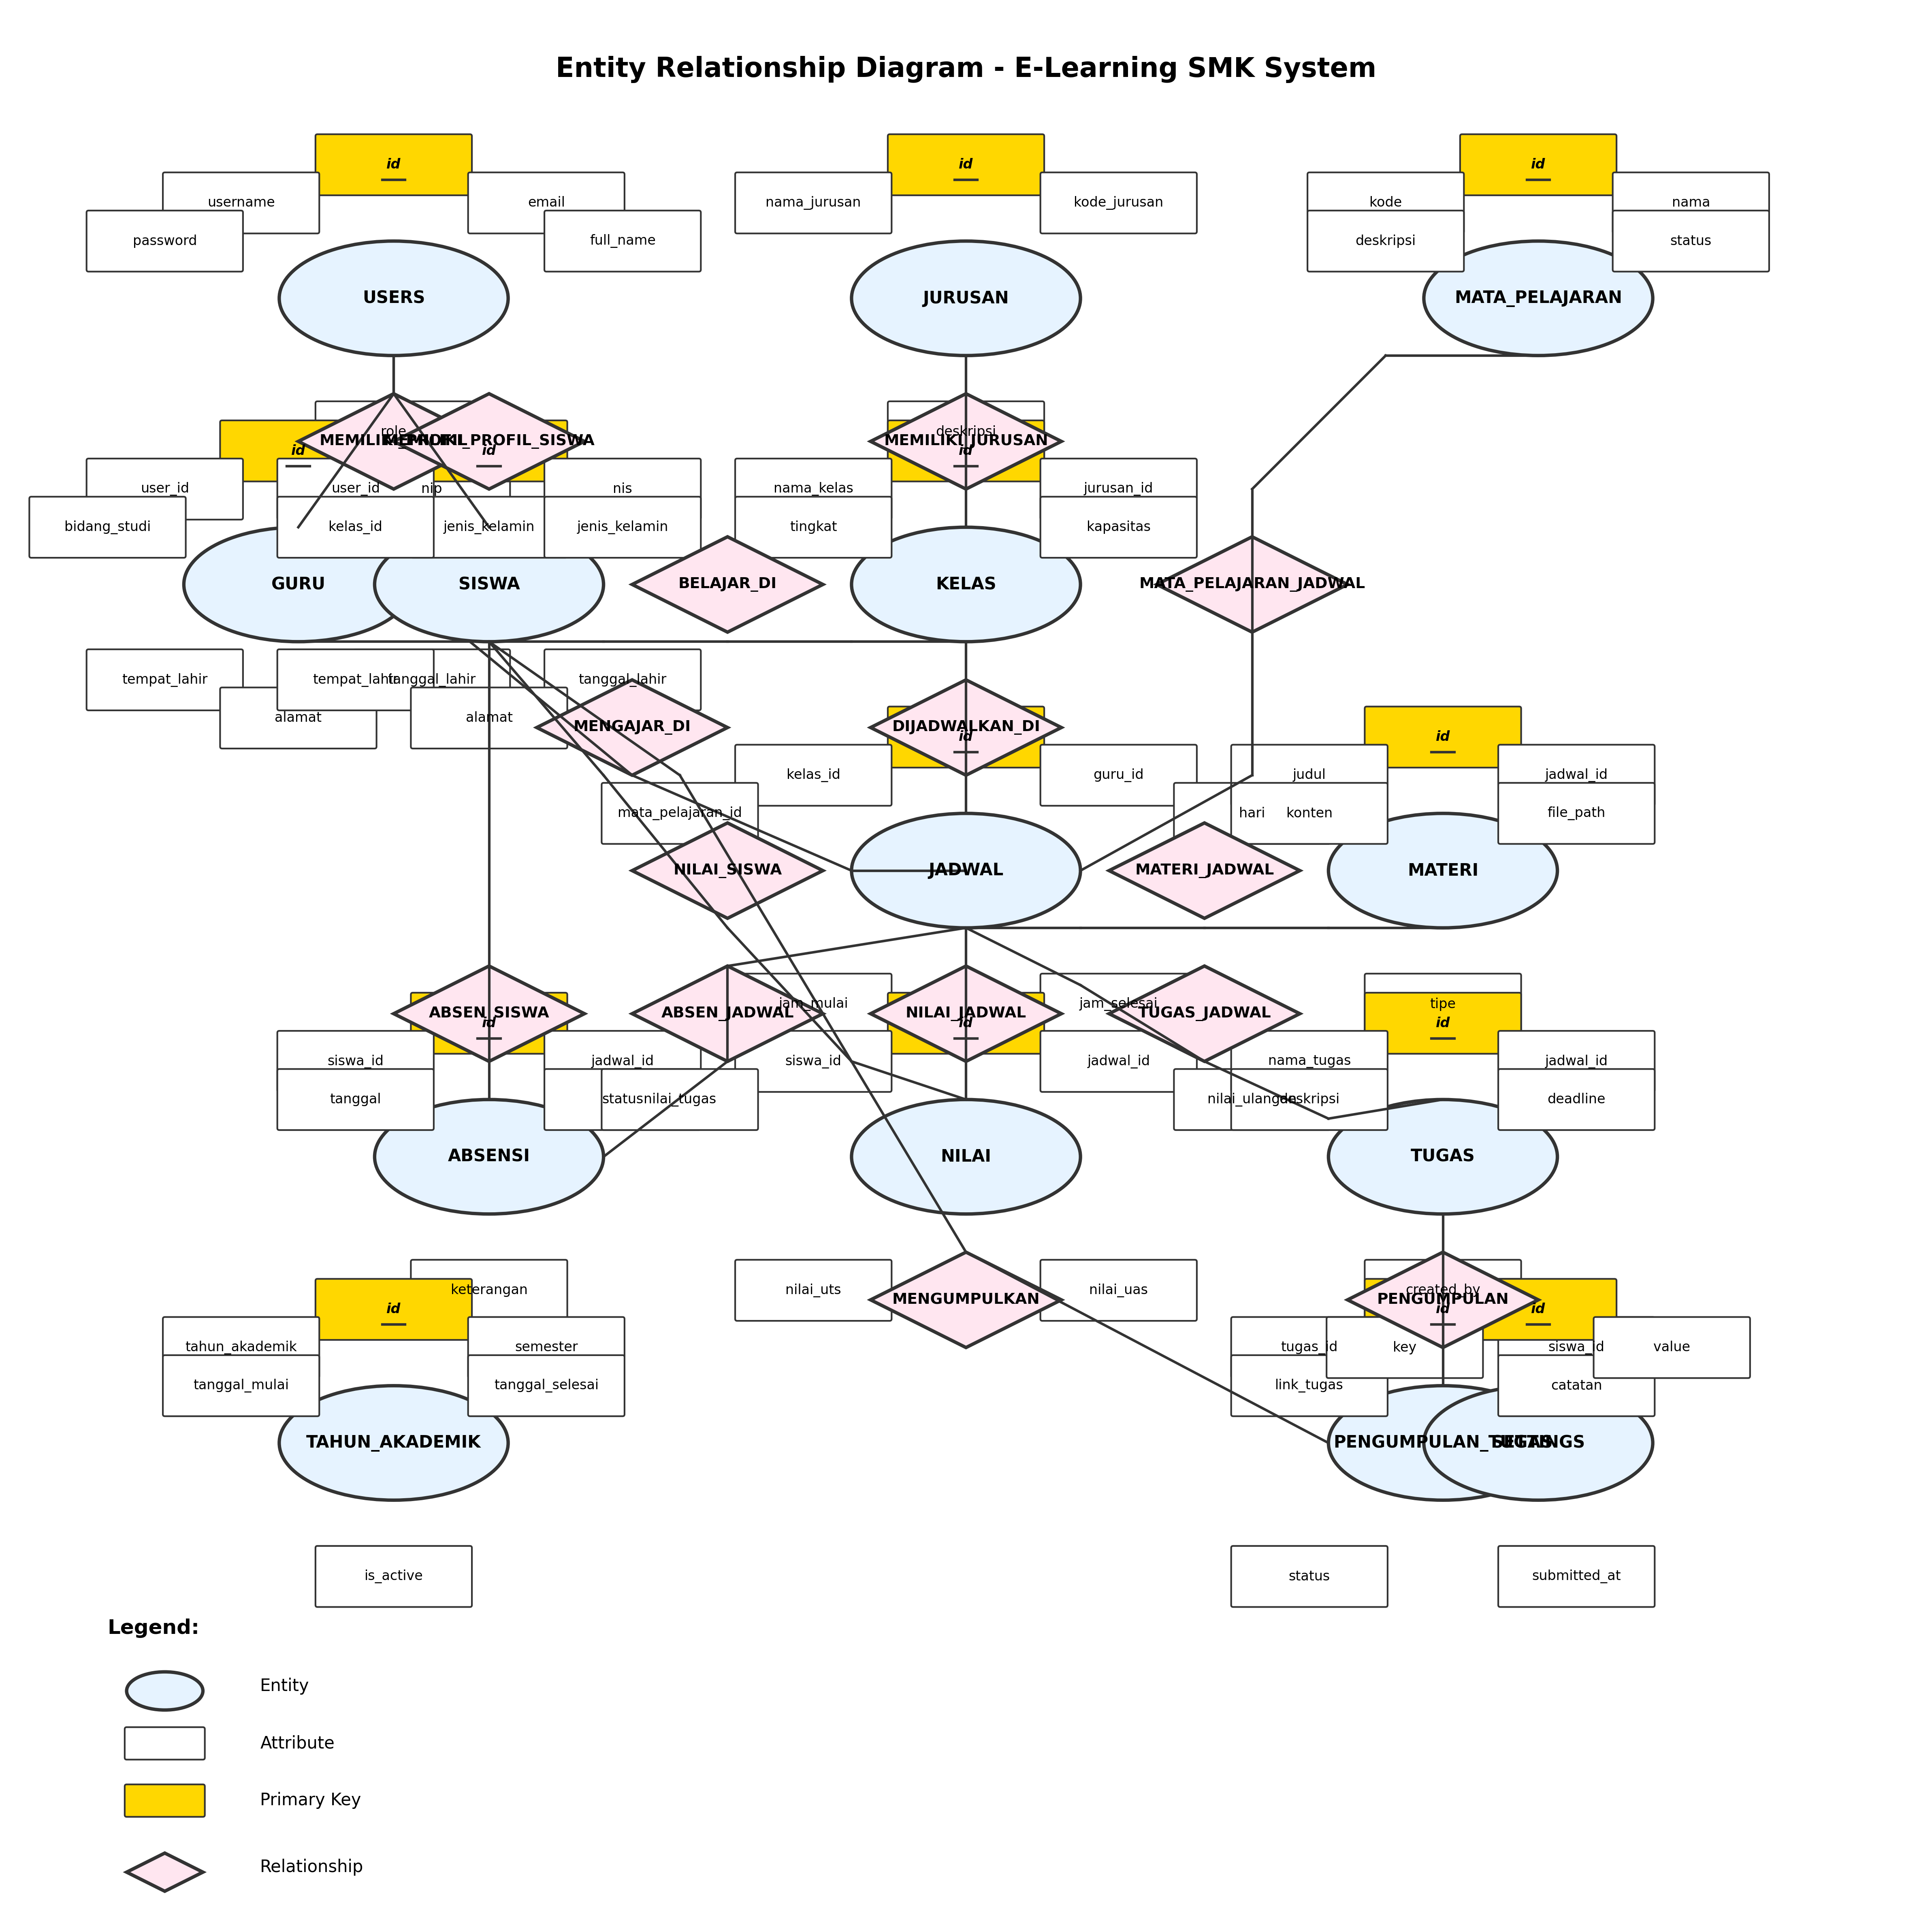 Entity Relationship Diagram - E-Learning SMK System
id
id
id
username
email
nama_jurusan
kode_jurusan
kode
nama
password
full_name
deskripsi
status
USERS
JURUSAN
MATA_PELAJARAN
role
deskripsi
MEMILIKI_PROFIL_SISWA
MEMILIKI_JURUSAN
id
id
id
user_id
user_id
nip
nis
nama_kelas
jurusan_id
bidang_studi
kelas_id
jenis_kelamin
jenis_kelamin
tingkat
kapasitas
GURU
SISWA
BELAJAR_DI
KELAS
MATA_PELAJARAN_JADWAL
tempat_lahir
tempat_lahir
tanggal_lahir
tanggal_lahir
alamat
alamat
MENGAJAR_DI
DIJADWALKAN_DI
id
id
kelas_id
guru_id
judul
jadwal_id
mata_pelajaran_id
hari
konten
file_path
NILAI_SISWA
JADWAL
MATERI_JADWAL
MATERI
jam_mulai
jam_selesai
tipe
ABSEN_SISWA
ABSEN_JADWAL
NILAI_JADWAL
TUGAS_JADWAL
id
id
id
siswa_id
jadwal_id
siswa_id
jadwal_id
nama_tugas
jadwal_id
tanggal
status
nilai_tugas
nilai_ulangan
deskripsi
deadline
ABSENSI
NILAI
TUGAS
keterangan
nilai_uts
nilai_uas
created_by
MENGUMPULKAN
PENGUMPULAN
id
id
id
tahun_akademik
semester
tugas_id
key
siswa_id
value
tanggal_mulai
tanggal_selesai
link_tugas
catatan
TAHUN_AKADEMIK
PENGUMPULAN_TUGAS
SETTINGS
is_active
status
submitted_at
Legend:
Entity
Attribute
Primary Key
Relationship